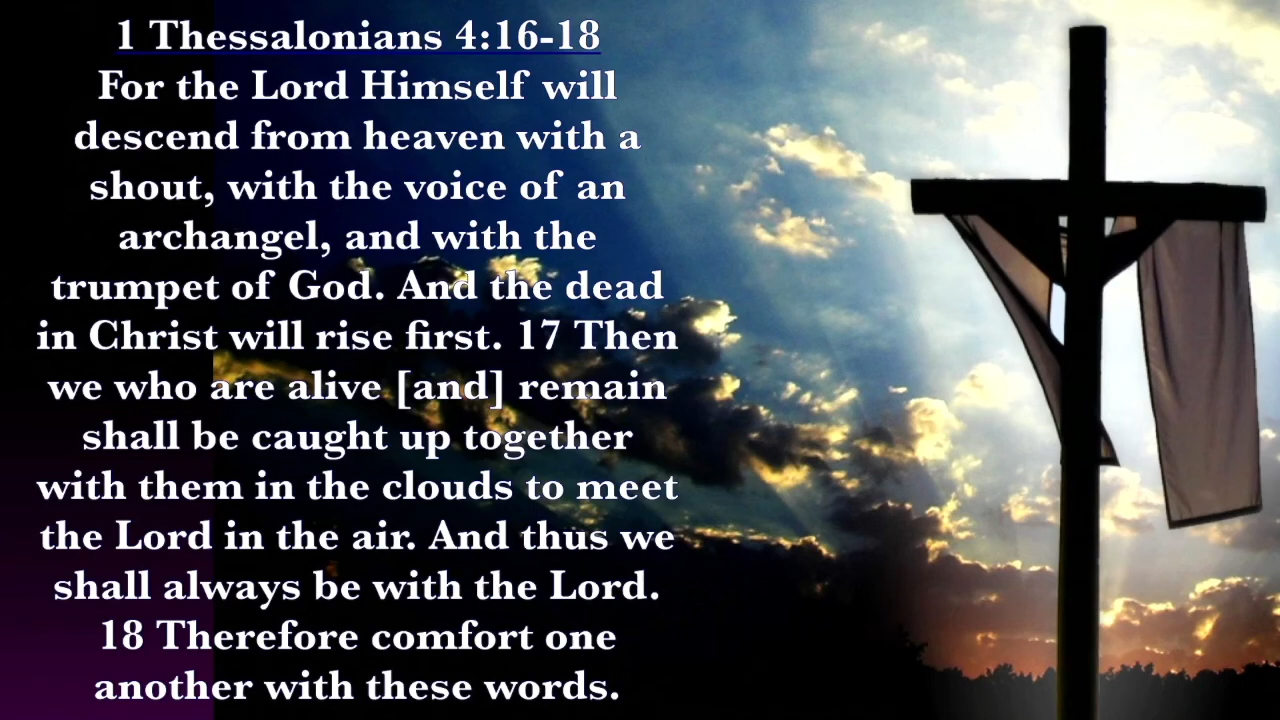 1 Thessalonians 4:16-18
For the Lord Himself will
descend from heaven with a
shout, with the voice of an
archangel, and with the
trumpet of God. And the dead
in Christ will rise first. 17 Then
we who are alive [and] remain
shall be caught up together
with them in the clouds to meet
the Lord in the air. And thus we
shall always be with the Lord.
18 Therefore comfort one
another with these words.